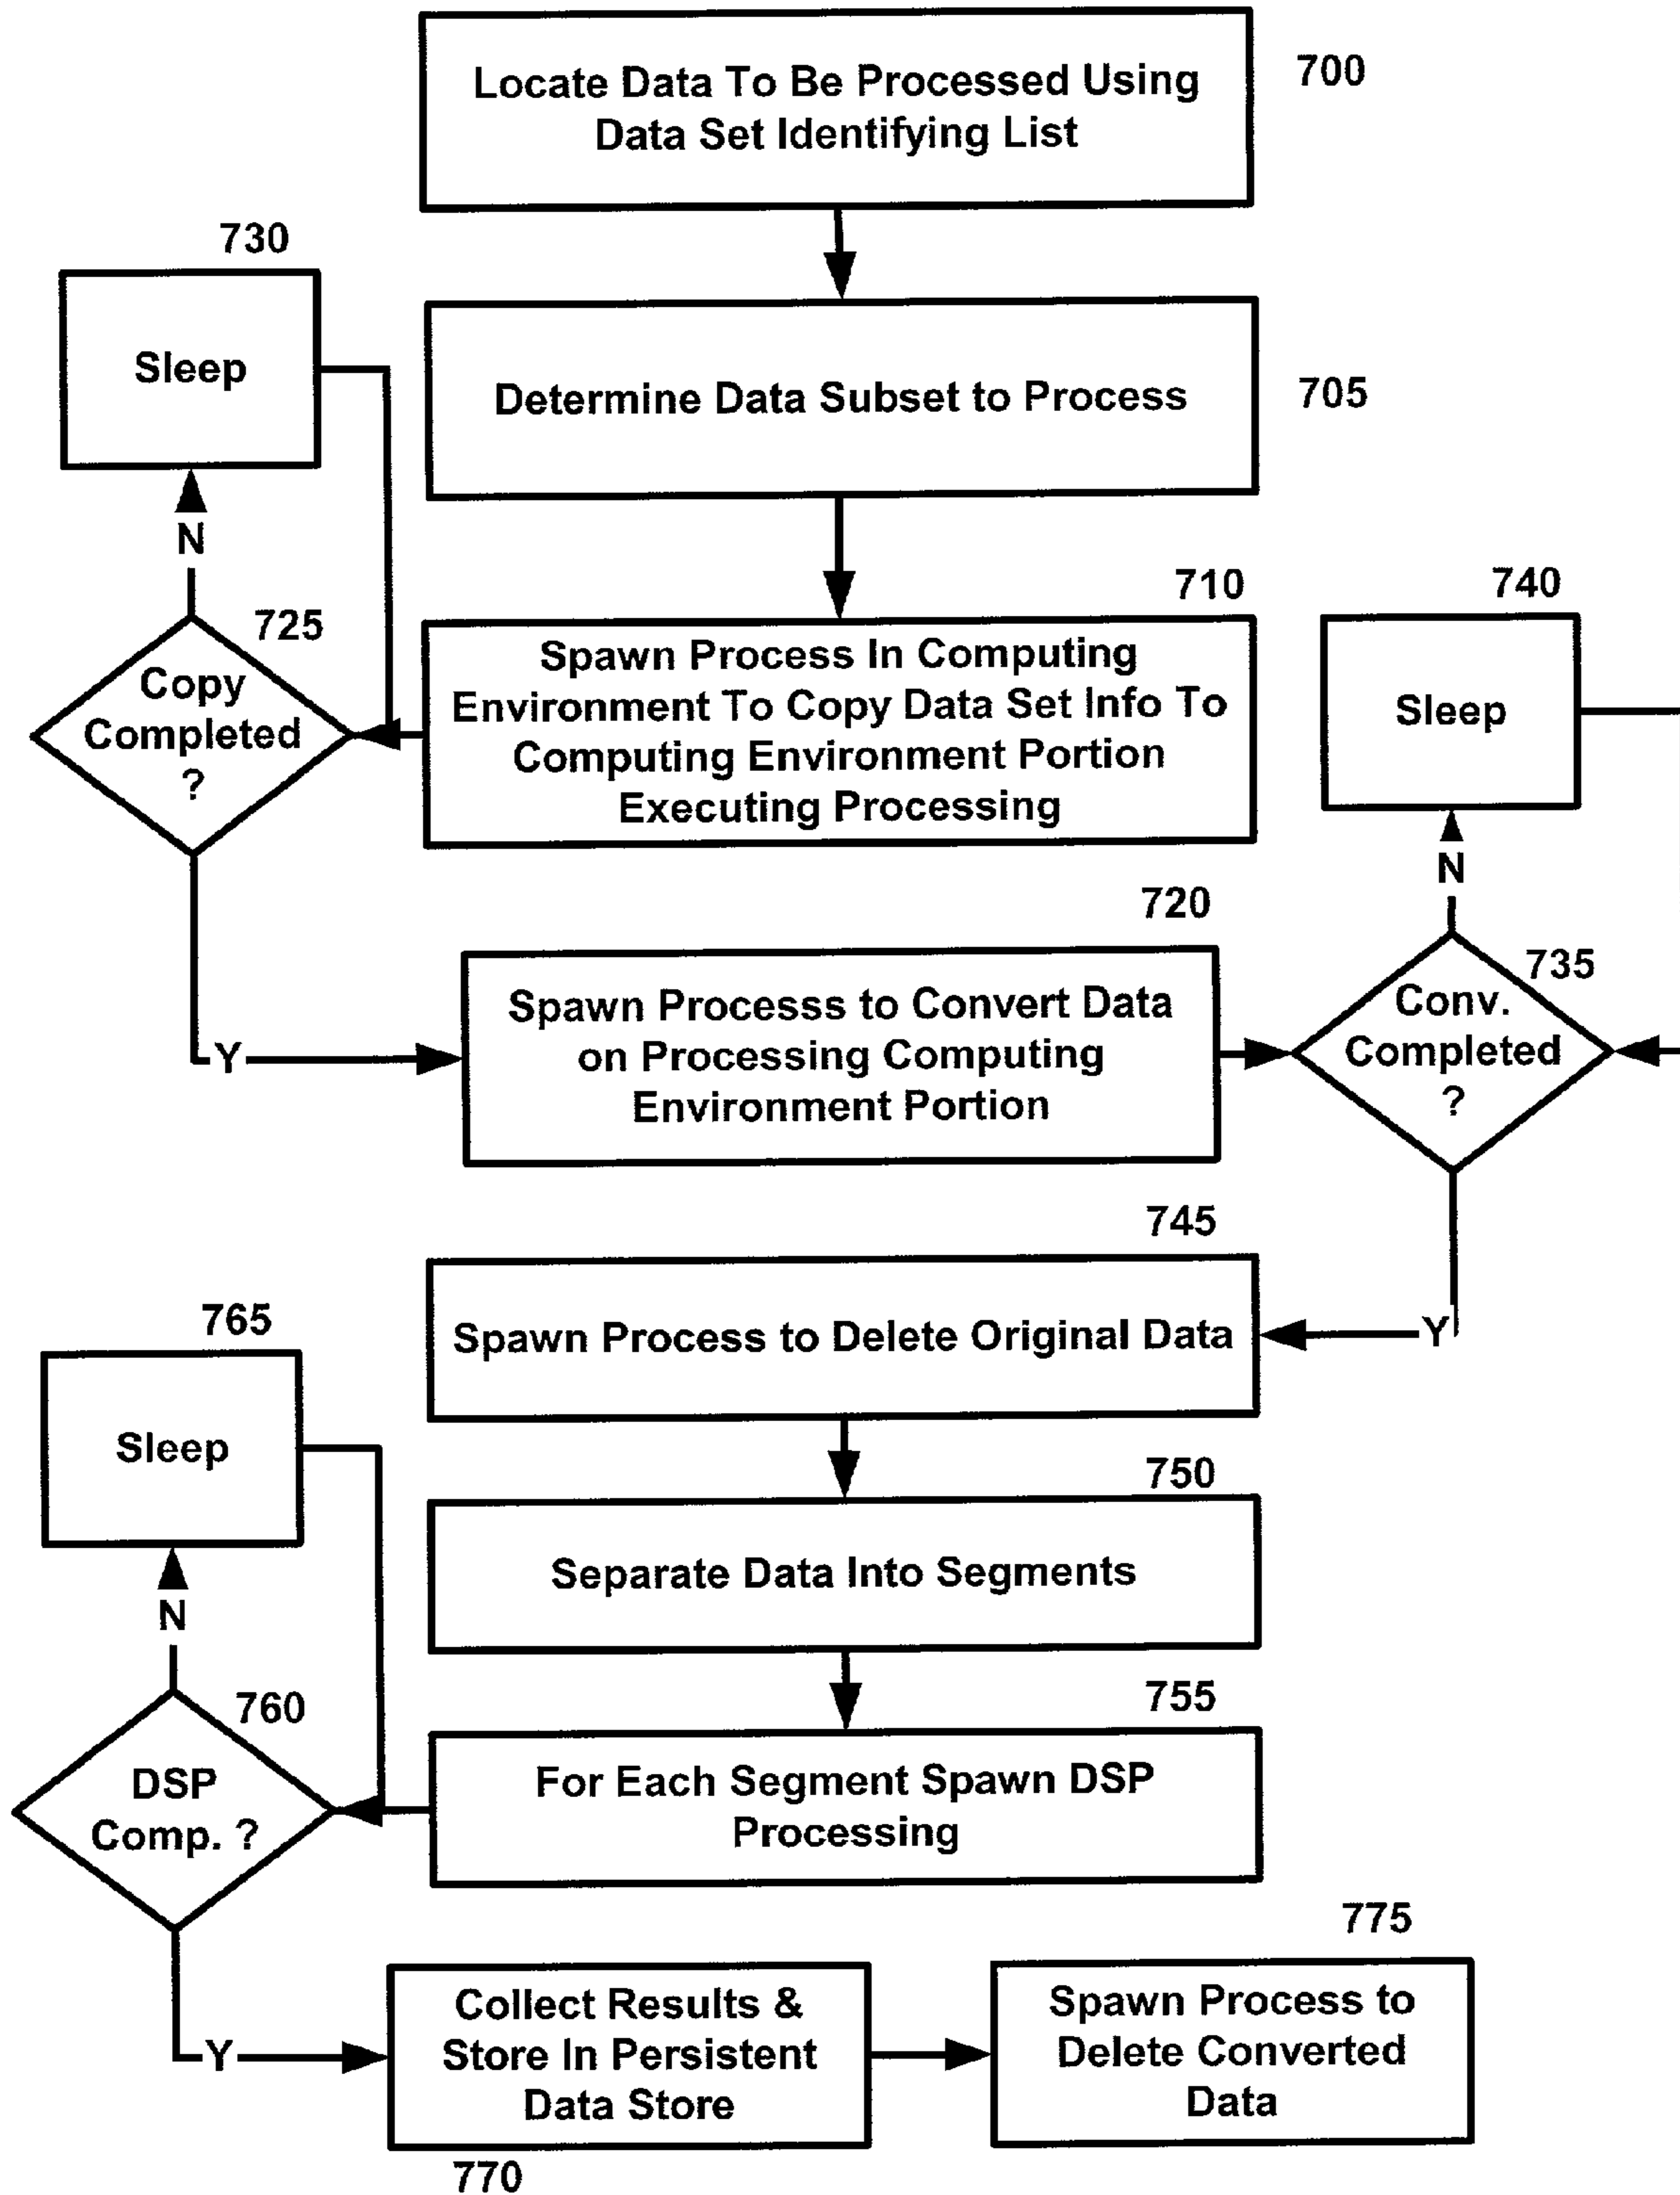 Locate Data To Be Processed Using
Data Set Identifying List
700
730
Sleep
Determine Data Subset to Process
705
N
710
740
725
Copy
Completed
?
Spawn Process In Computing
Environment To Copy Data Set Info To
Computing Environment Portion
Executing Processing
Sleep
N
720
735
Spawn Processs to Convert Data
on Processing Computing
Environment Portion
Conv.
Completed
?
Y
745
765
Spawn Process to Delete Original Data
Y
Sleep
750
Separate Data Into Segments
N
755
760
DSP
Comp. ?
For Each Segment Spawn DSP
Processing
775
Collect Results &
Store In Persistent
Data Store
Spawn Process to
Delete Converted
Data
Y
770